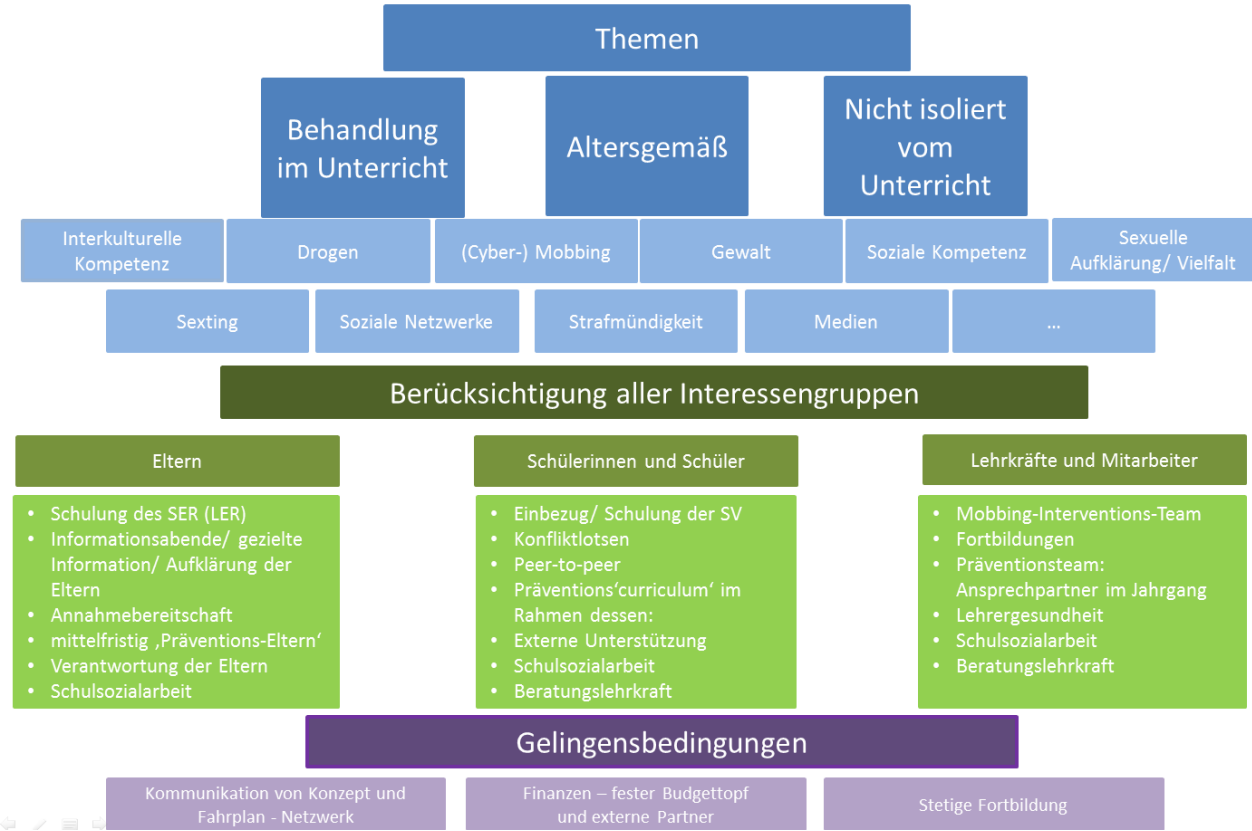 Themen
Behandlung
im Unterricht
Altersgemäß
Nicht isoliert
vom
Unterricht
Interkulturelle
Kompetenz
Drogen
(Cyber-) Mobbing
Gewalt
Soziale Kompetenz
Sexuelle
Aufklärung/ Vielfalt
Sexting
Soziale Netzwerke
Strafmündigkeit
Medien
...
Berücksichtigung aller Interessengruppen
Eltern
• Schulung des SER (LER)
• Informationsabende/ gezielte
Information/ Aufklärung der
Eltern
• Annahmebereitschaft
• mittelfristig ‚Präventions-Eltern‘
• Verantwortung der Eltern
• Schulsozialarbeit
Schülerinnen und Schüler
• Einbezug/ Schulung der SV
• Konfliktlotsen
• Peer-to-peer
• Präventions‘curriculum‘ im
Rahmen dessen:
• Externe Unterstützung
• Schulsozialarbeit
• Beratungslehrkraft
Lehrkräfte und Mitarbeiter
• Mobbing-Interventions-Team
• Fortbildungen
• Präventionsteam:
Ansprechpartner im Jahrgang
• Lehrergesundheit
• Schulsozialarbeit
• Beratungslehrkraft
Gelingensbedingungen
Kommunikation von Konzept und
Fahrplan - Netzwerk
Finanzen – fester Budgettopf
und externe Partner
Stetige Fortbildung